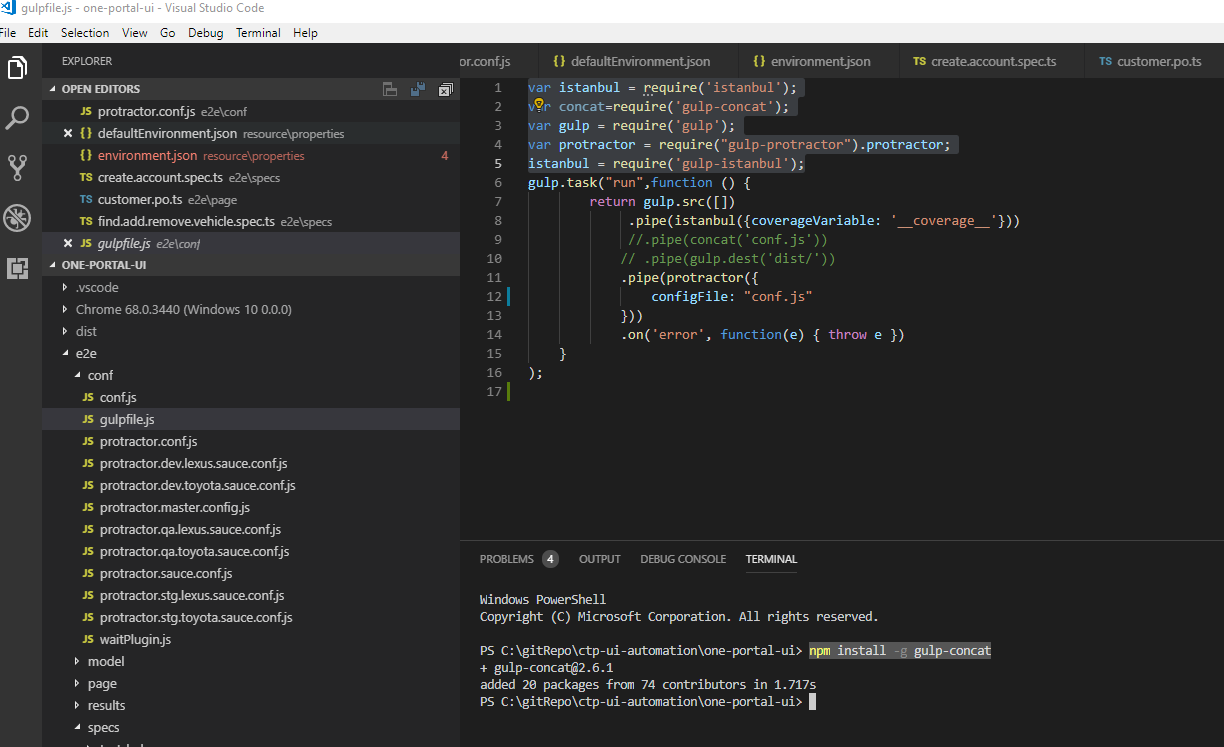 gulpfile.js - one-portal-ui - Visual Studio Code
File Edit Selection View Go Debug Terminal Help
EXPLORER
OPEN EDITORS
JS protractor.conf.js e2e\conf
{} defaultEnvironment.json resource\properties
{} environment.json resource\properties 4
TS create.account.spec.ts e2e\specs
TS customer.po.ts e2e\page
TS find.add.remove.vehicle.spec.ts e2e\specs
JS gulpfile.js e2e\conf
ONE-PORTAL-UI
.vscode
Chrome 68.0.3440 (Windows 10 0.0.0)
dist
e2e
conf
JS conf.js
JS gulpfile.js
JS protractor.conf.js
JS protractor.dev.lexus.sauce.conf.js
JS protractor.dev.toyota.sauce.conf.js
JS protractor.master.config.js
JS protractor.qa.lexus.sauce.conf.js
JS protractor.qa.toyota.sauce.conf.js
JS protractor.sauce.conf.js
JS protractor.stg.lexus.sauce.conf.js
JS protractor.stg.toyota.sauce.conf.js
JS waitPlugin.js
model
page
results
specs
or.conf.js {} defaultEnvironment.json {} environment.json TS create.account.spec.ts TS customer.po.ts
1 var istanbul = require('istanbul');
2 var concat=require('gulp-concat');
3 var gulp = require('gulp');
4 var protractor = require("gulp-protractor").protractor;
5 istanbul = require('gulp-istanbul');
6 gulp.task("run",function () {
7 return gulp.src([])
8 .pipe(istanbul({coverageVariable: '__coverage__'}))
9 //.pipe(concat('conf.js'))
10 // .pipe(gulp.dest('dist/'))
11 .pipe(protractor({
12 configFile: "conf.js"
13 }))
14 .on('error', function(e) { throw e })
15 }
16 );
17
PROBLEMS 4 OUTPUT DEBUG CONSOLE TERMINAL
Windows PowerShell
Copyright (C) Microsoft Corporation. All rights reserved.
PS C:\gitRepo\ctp-ui-automation\one-portal-ui> npm install -g gulp-concat
+ gulp-concat@2.6.1
added 20 packages from 74 contributors in 1.717s
PS C:\gitRepo\ctp-ui-automation\one-portal-ui>